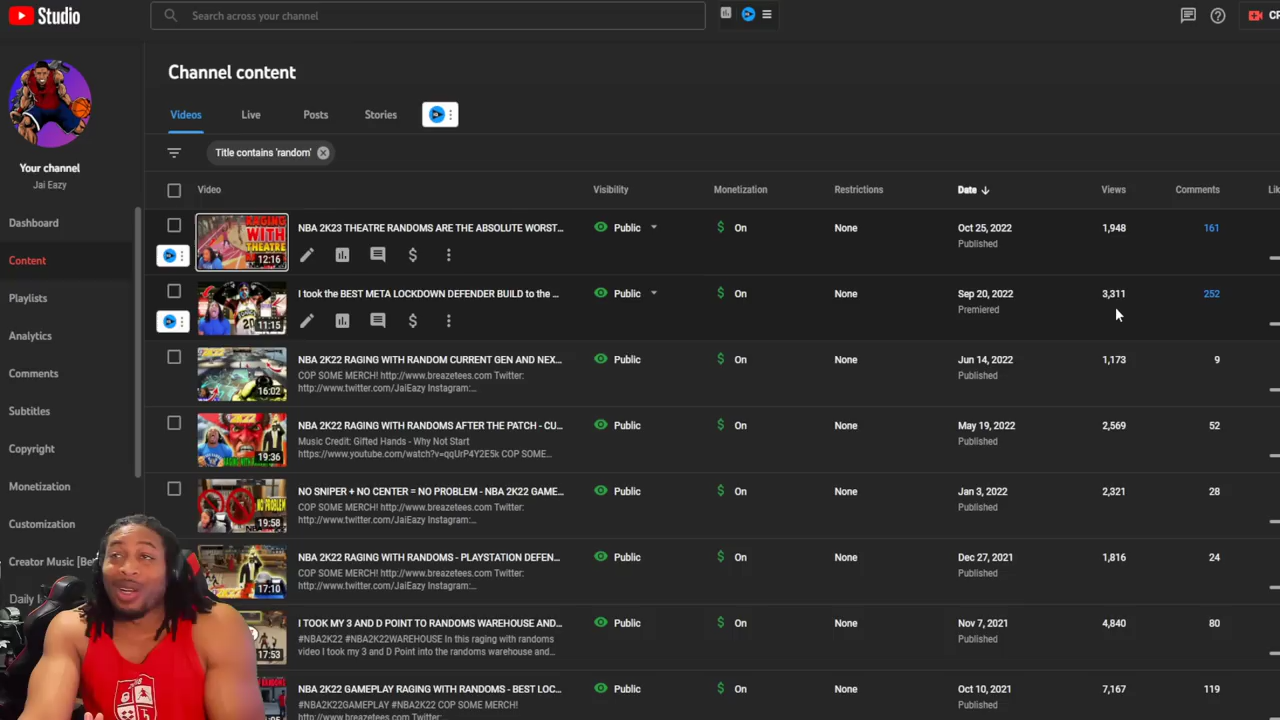 Studio
Search across your channel
CR
Channel content
Videos
Live
Posts
Stories
Title contains 'random'
Your channel
Jai Eazy
Dashboard
Content
Playlists
Analytics
Comments
Subtitles
Copyright
Monetization
Customization
Creator Music [Be
Daily I
Video
Visibility
Monetization
Restrictions
Date
Views
Comments
Lik
RAGING WITH THEATRE
12:16
NBA 2K23 THEATRE RANDOMS ARE THE ABSOLUTE WORST...
Public
On
None
Oct 25, 2022
Published
1,948
161
11:15
I took the BEST META LOCKDOWN DEFENDER BUILD to the ...
Public
On
None
Sep 20, 2022
Premiered
3,311
252
16:02
NBA 2K22 RAGING WITH RANDOM CURRENT GEN AND NEX...
COP SOME MERCH! http://www.breazetees.com Twitter:
http://www.twitter.com/JaiEazy Instagram:...
Public
On
None
Jun 14, 2022
Published
1,173
9
19:36
NBA 2K22 RAGING WITH RANDOMS AFTER THE PATCH - CU...
Music Credit: Gifted Hands - Why Not Start
https://www.youtube.com/watch?v=qqUrP4Y2E5k COP SOME...
Public
On
None
May 19, 2022
Published
2,569
52
19:58
NO SNIPER + NO CENTER = NO PROBLEM - NBA 2K22 GAME...
COP SOME MERCH! http://www.breazetees.com Twitter:
http://www.twitter.com/JaiEazy Instagram:...
Public
On
None
Jan 3, 2022
Published
2,321
28
17:10
NBA 2K22 RAGING WITH RANDOMS - PLAYSTATION DEFEN...
COP SOME MERCH! http://www.breazetees.com Twitter:
http://www.twitter.com/JaiEazy Instagram:...
Public
On
None
Dec 27, 2021
Published
1,816
24
17:53
I TOOK MY 3 AND D POINT TO RANDOMS WAREHOUSE AND...
#NBA2K22 #NBA2K22WAREHOUSE In this raging with randoms
video I took my 3 and D Point into the randoms warehouse and...
Public
On
None
Nov 7, 2021
Published
4,840
80
NBA 2K22 GAMEPLAY RAGING WITH RANDOMS - BEST LOC...
#NBA2K22GAMEPLAY #NBA2K22 COP SOME MERCH!
http://www.breazetees.com Twitter:
Public
On
None
Oct 10, 2021
Published
7,167
119